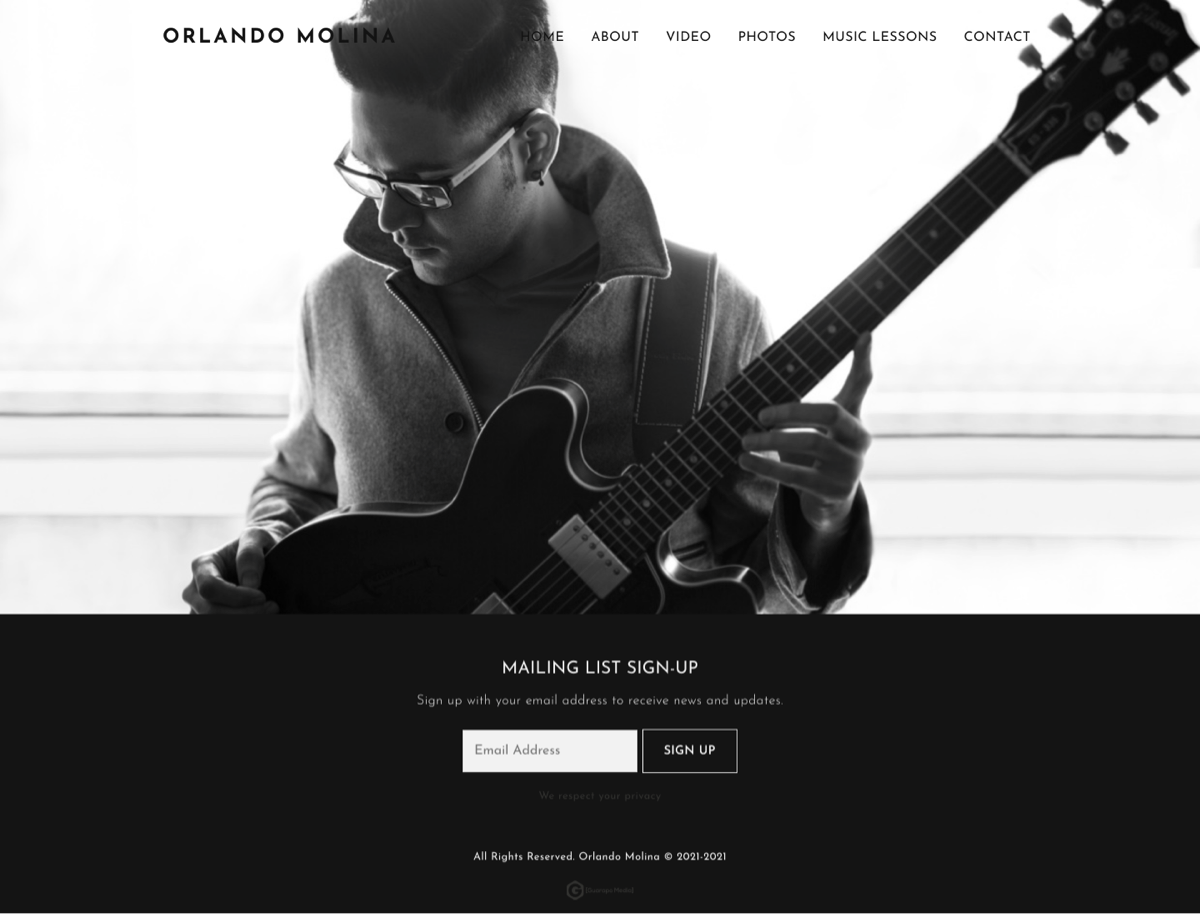 ORLANDO MOLINA
HOME ABOUT VIDEO PHOTOS MUSIC LESSONS CONTACT
MAILING LIST SIGN-UP
Sign up with your email address to receive news and updates.
Email Address SIGN UP
We respect your privacy
All Rights Reserved. Orlando Molina © 2021-2021